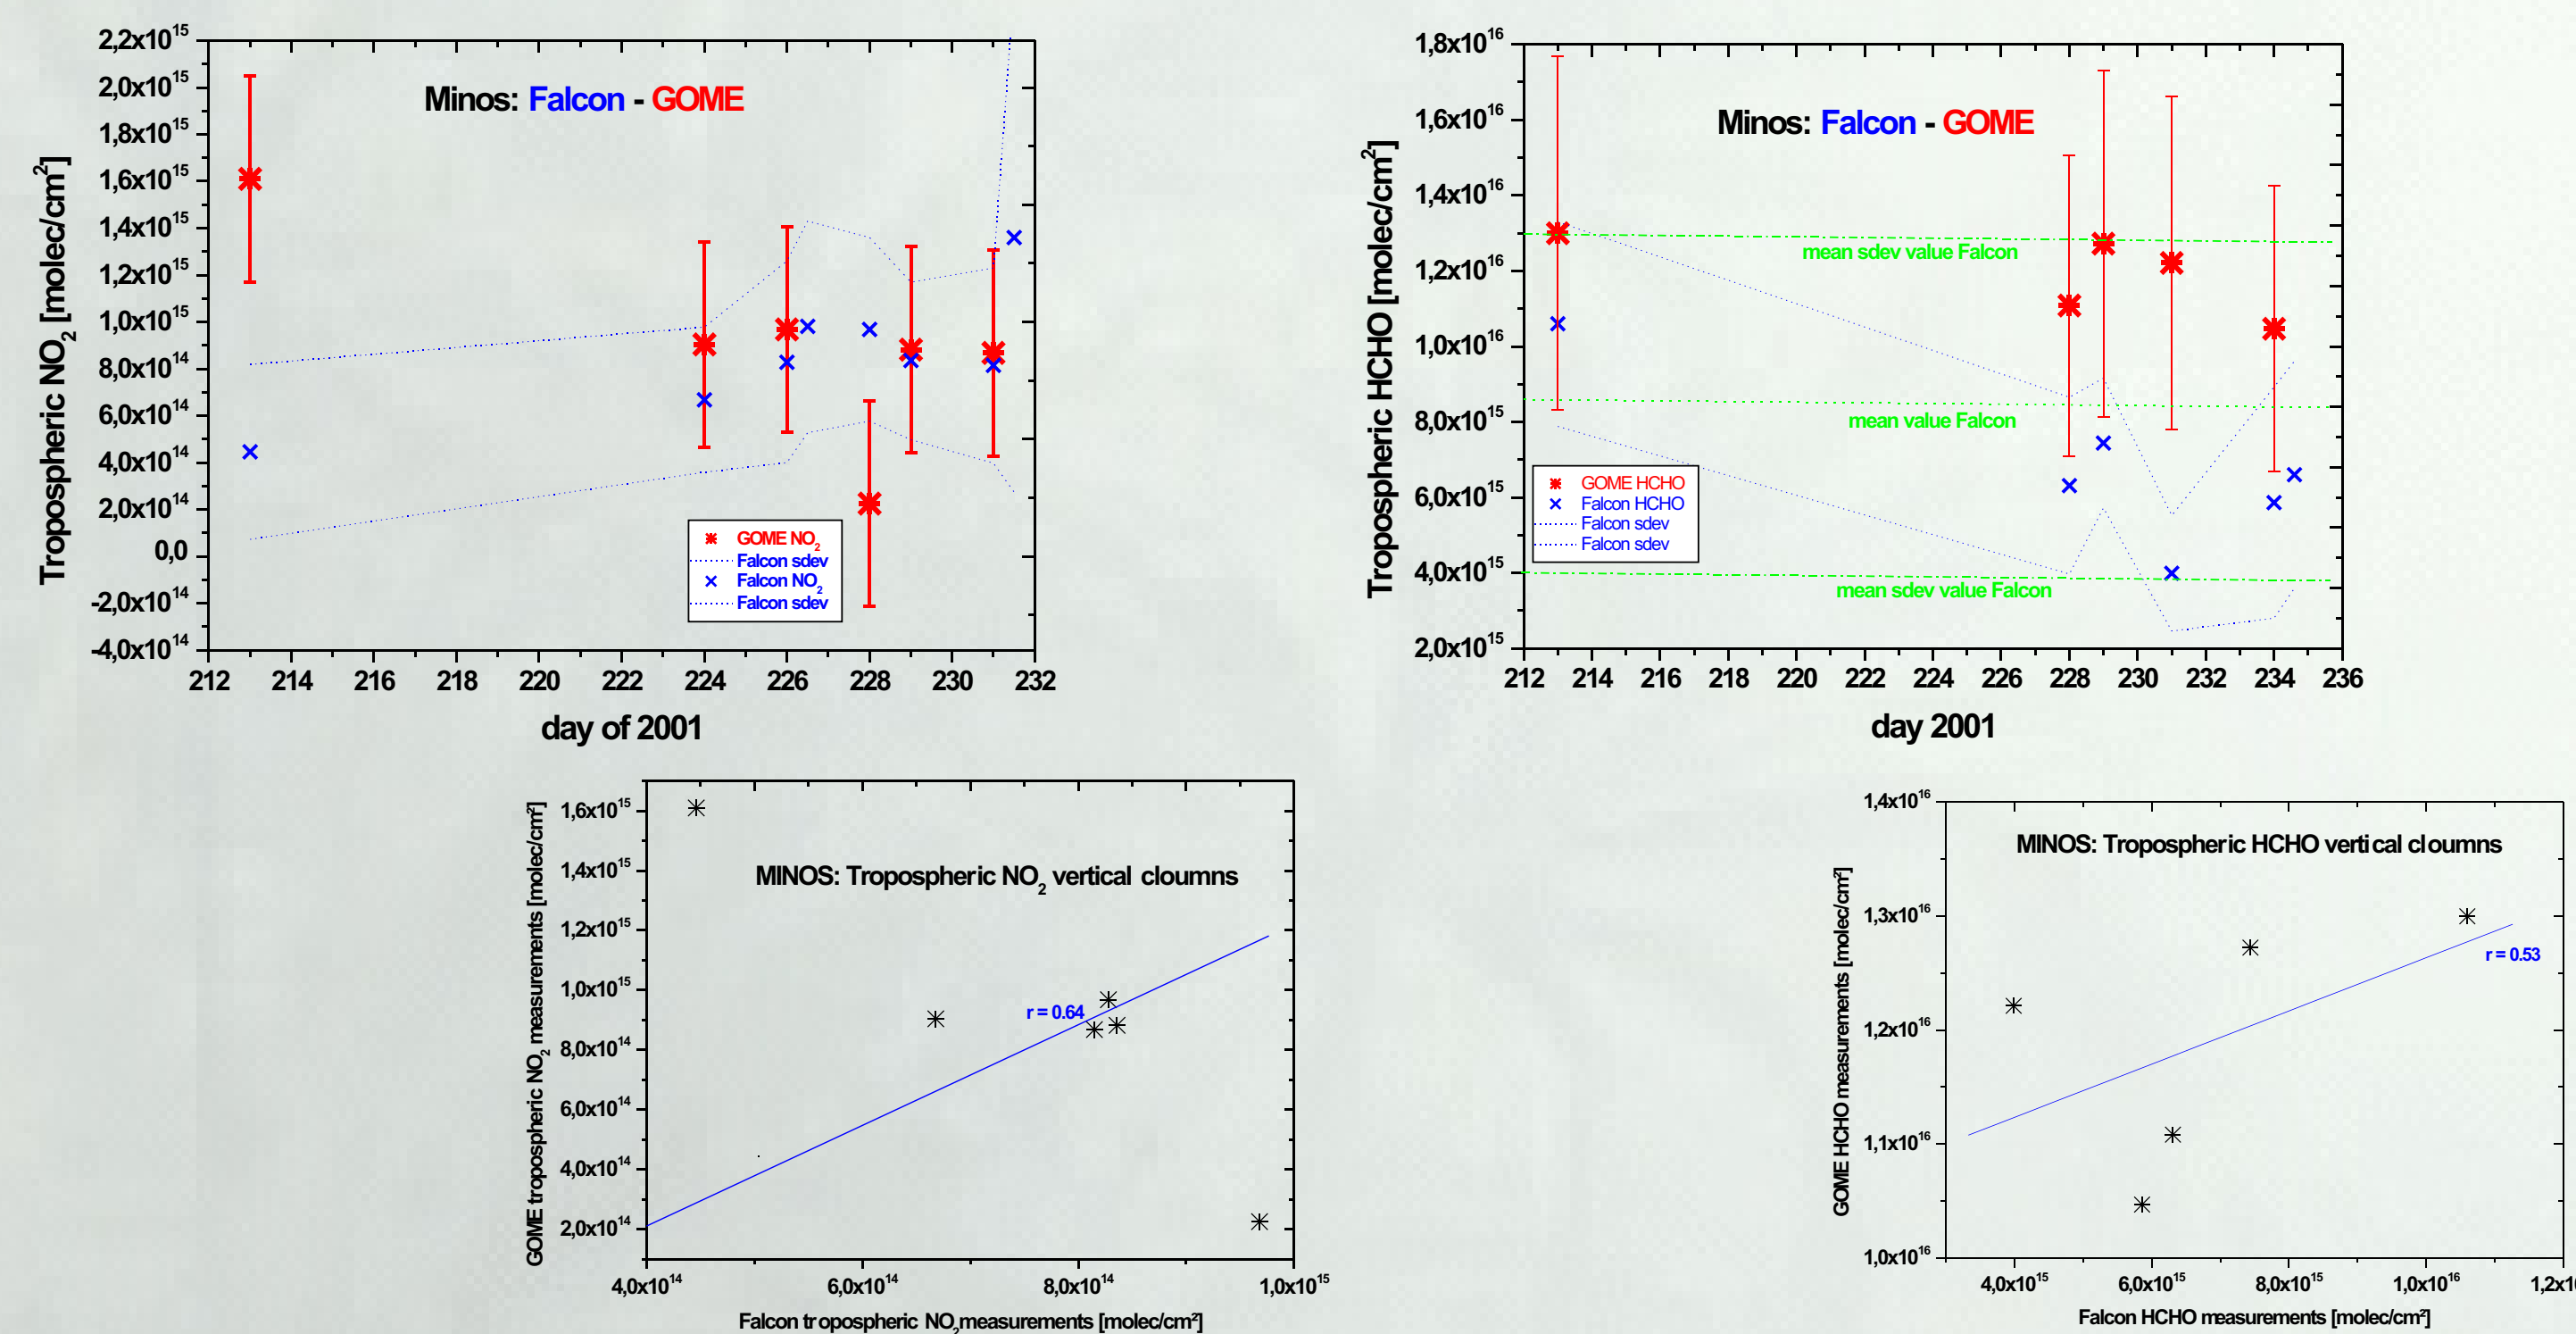 Minos: Falcon - GOME
Tropospheric NO2 [molec/cm2]
2,2x10^15
2,0x10^15
1,8x10^15
1,6x10^15
1,4x10^15
1,2x10^15
1,0x10^15
8,0x10^14
6,0x10^14
4,0x10^14
2,0x10^14
0,0
-2,0x10^14
-4,0x10^14
GOME NO2
Falcon sdev
Falcon NO2
Falcon sdev
212 214 216 218 220 222 224 226 228 230 232
day of 2001
Minos: Falcon - GOME
Tropospheric HCHO [molec/cm2]
1,8x10^16
1,6x10^16
1,4x10^16
1,2x10^16
1,0x10^16
8,0x10^15
6,0x10^15
4,0x10^15
2,0x10^15
mean sdev value Falcon
mean value Falcon
mean sdev value Falcon
GOME HCHO
Falcon HCHO
Falcon sdev
Falcon sdev
212 214 216 218 220 222 224 226 228 230 232 234 236
day 2001
MINOS: Tropospheric NO2 vertical cloumns
GOME tropospheric NO2 measurements [molec/cm²]
1,6x10^15
1,4x10^15
1,2x10^15
1,0x10^15
8,0x10^14
6,0x10^14
4,0x10^14
2,0x10^14
r = 0.64
4,0x10^14 6,0x10^14 8,0x10^14 1,0x10^15
Falcon tropospheric NO2 measurements [molec/cm²]
MINOS: Tropospheric HCHO vertical cloumns
GOME HCHO measurements [molec/cm²]
1,4x10^16
1,3x10^16
1,2x10^16
1,1x10^16
1,0x10^16
r = 0.53
4,0x10^15 6,0x10^15 8,0x10^15 1,0x10^16
Falcon HCHO measurements [molec/cm²]